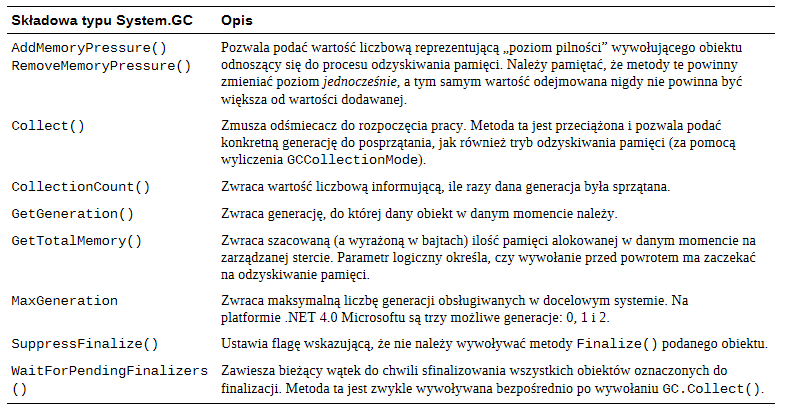 Składowa typu System.GC Opis
AddMemoryPressure() Pozwala podać wartość liczbową reprezentującą „poziom pilności” wywołującego obiektu
RemoveMemoryPressure() odnoszący się do procesu odzyskiwania pamięci. Należy pamiętać, że metody te powinny
zmieniać poziom jednocześnie, a tym samym wartość odejmowana nigdy nie powinna być
większa od wartości dodawanej.
Collect() Zmusza odśmiecacz do rozpoczęcia pracy. Metoda ta jest przeciążona i pozwala podać
konkretną generację do posprzątania, jak również tryb odzyskiwania pamięci (za pomocą
wyliczenia GCCollectionMode).
CollectionCount() Zwraca wartość liczbową informującą, ile razy dana generacja była sprzątana.
GetGeneration() Zwraca generację, do której dany obiekt w danym momencie należy.
GetTotalMemory() Zwraca szacowaną (a wyrażoną w bajtach) ilość pamięci alokowanej w danym momencie na
zarządzanej stercie. Parametr logiczny określa, czy wywołanie przed powrotem ma zaczekać
na odzyskiwanie pamięci.
MaxGeneration Zwraca maksymalną liczbę generacji obsługiwanych w docelowym systemie. Na
platformie .NET 4.0 Microsoftu są trzy możliwe generacje: 0, 1 i 2.
SuppressFinalize() Ustawia flagę wskazującą, że nie należy wywoływać metody Finalize() podanego obiektu.
WaitForPendingFinalizers Zawiesza bieżący wątek do chwili sfinalizowania wszystkich obiektów oznaczonych do
() finalizacji. Metoda ta jest zwykle wywoływana bezpośrednio po wywołaniu GC.Collect().